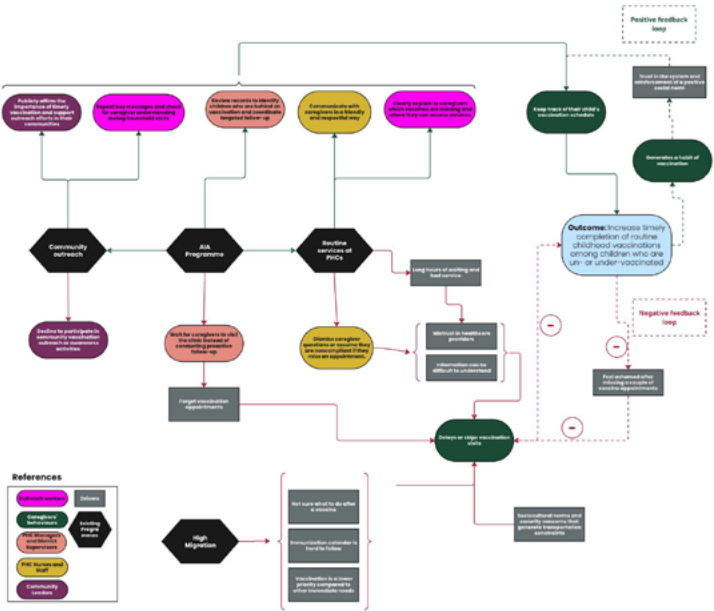 Positive feedback
loop
Trust in the system and
reinforcement of a positive
social norm
Publicly affirm the
importance of timely
vaccination and support
outreach efforts in their
communities
Repeat key messages and check
for caregiver understanding
during household visits
Review records to identify
children who are behind on
vaccination and coordinate
targeted follow-up
Communicate with
caregivers in a friendly
and respectful way
Clearly explain to caregivers
which vaccines are missing and
where they can access services
Keep track of their child's
vaccination schedule
Generates a habit of
vaccination
Community
outreach
AIA
Programme
Routine
services at
PHCs
Outcome: Increase timely
completion of routine
childhood vaccinations
among children who are
un- or under-vaccinated
Long hours of waiting and
bad service
Negative feedback
loop
Decline to participate in
community vaccination
outreach or awareness
activities
Wait for caregivers to visit
the clinic instead of
conducting proactive
follow-up
Dismiss caregiver
questions or assume they
are noncompliant if they
miss an appointment.
Mistrust in healthcare
providers
Information can be
difficult to understand
Feel ashamed after
missing a couple of
vaccine appointments
Forget vaccination
appointments
Delays or skips vaccination
visits
References
Outreach workers
Drivers
Caregivers'
behaviours
Existing
Progra
mmes
PHC Managers
and District
Supervisors
PHC Nurses and
Staff
Community
Leaders
High
Migration
Not sure what to do after
a vaccine
Immunisation calendar is
hard to follow
Vaccination is a lower
priority compared to
other immediate needs
Sociocultural norms and
security concerns that
generate transportation
constraints